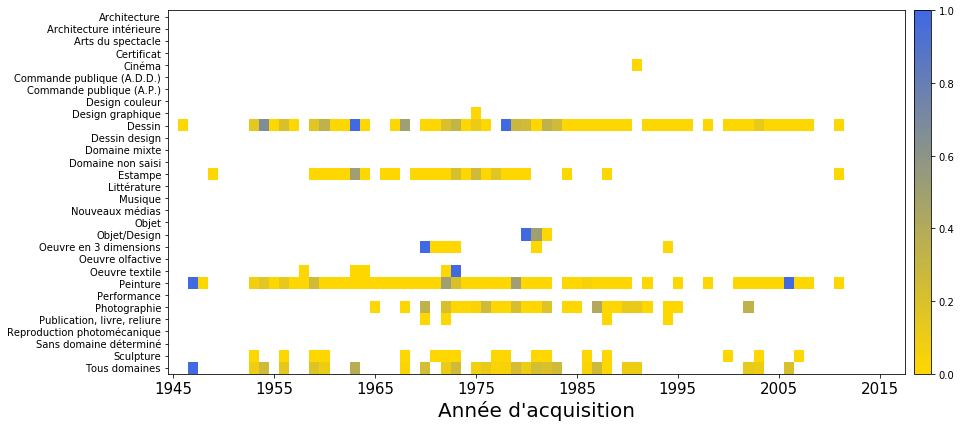 Architecture
Architecture intérieure
Arts du spectacle
Certificat
Cinéma
Commande publique (A.D.D.)
Commande publique (A.P.)
Design couleur
Design graphique
Dessin
Dessin design
Domaine mixte
Domaine non saisi
Estampe
Littérature
Musique
Nouveaux médias
Objet
Objet/Design
Oeuvre en 3 dimensions
Oeuvre olfactive
Oeuvre textile
Peinture
Performance
Photographie
Publication, livre, reliure
Reproduction photomécanique
Sans domaine déterminé
Sculpture
Tous domaines
1945 1955 1965 1975 1985 1995 2005 2015
Année d'acquisition
1.0
0.8
0.6
0.4
0.2
0.0